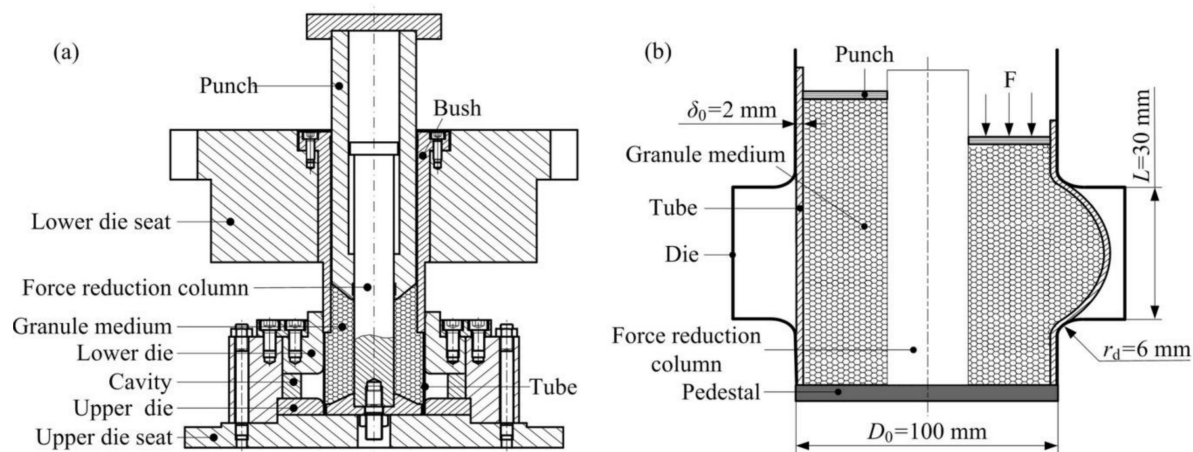 (a)
Punch
Bush
Lower die seat
Force reduction column
Granule medium
Lower die
Cavity
Upper die
Upper die seat
Tube
(b)
Punch
F
δ₀=2 mm
Granule medium
Tube
Die
L=30 mm
Force reduction
column
r_d=6 mm
Pedestal
D₀=100 mm